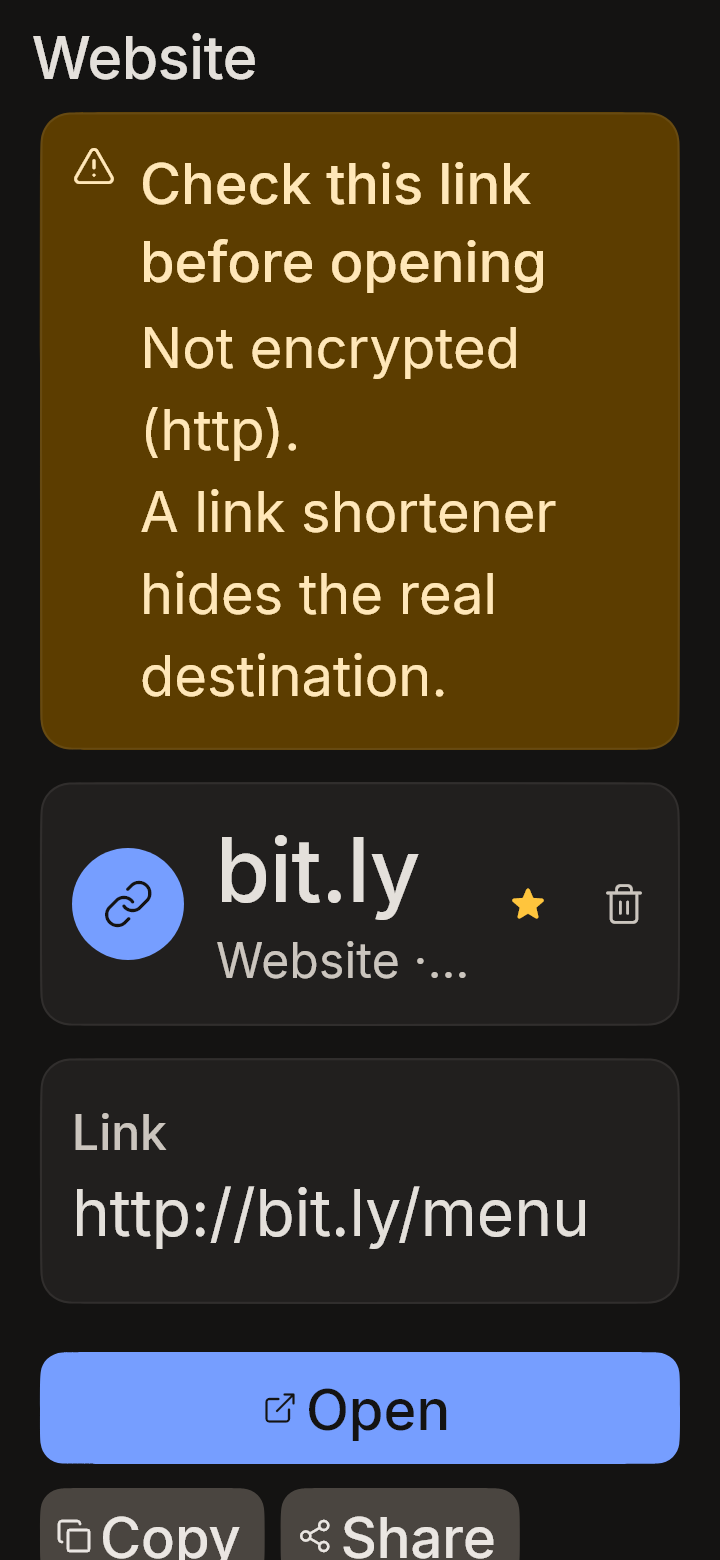 Website
Check this link
before opening
Not encrypted
(http).
A link shortener
hides the real
destination.
bit.ly
Website ·...
Link
http://bit.ly/menu
Open
Copy
Share